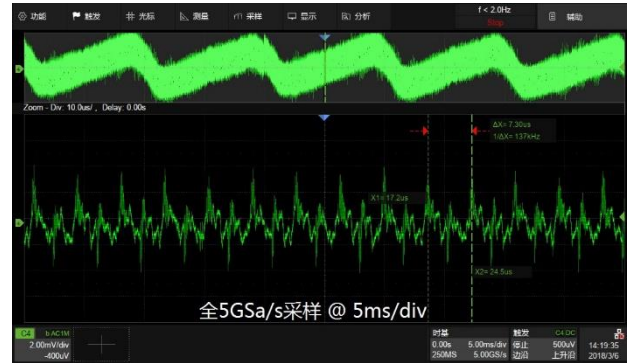 功能 触发 光标 测量 采样 显示 分析 f < 2.0Hz Stop 辅助
Zoom - Div: 10.0us/ , Delay: 0.00s
ΔX= 7.30us
1/ΔX= 137kHz
X1= 17.2us
X2= 24.5us
全5GSa/s采样 @ 5ms/div
C4 AC1M 时基 触发 C4 DC
2.00mV/div 0.00s 5.00ms/div 停止 500uV 14:19:35
-400uV 250MS 5.00GS/s 边沿 上升沿 2018/3/6